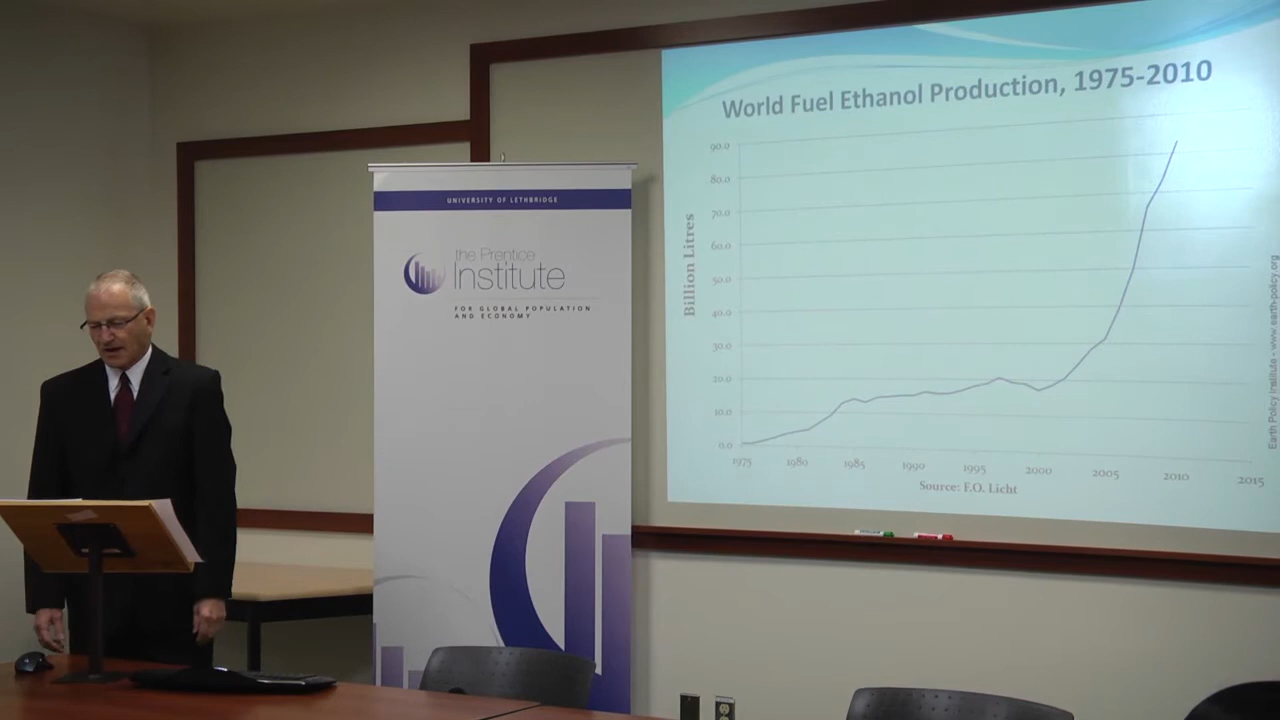 UNIVERSITY OF LETHBRIDGE
the Prentice
Institute
FOR GLOBAL POPULATION
AND ECONOMY
World Fuel Ethanol Production, 1975-2010
Billion Litres
90.0
80.0
70.0
60.0
50.0
40.0
30.0
20.0
10.0
0.0
1975 1980 1985 1990 1995 2000 2005 2010 2015
Source: F.O. Licht
Earth Policy Institute - www.earth-policy.org